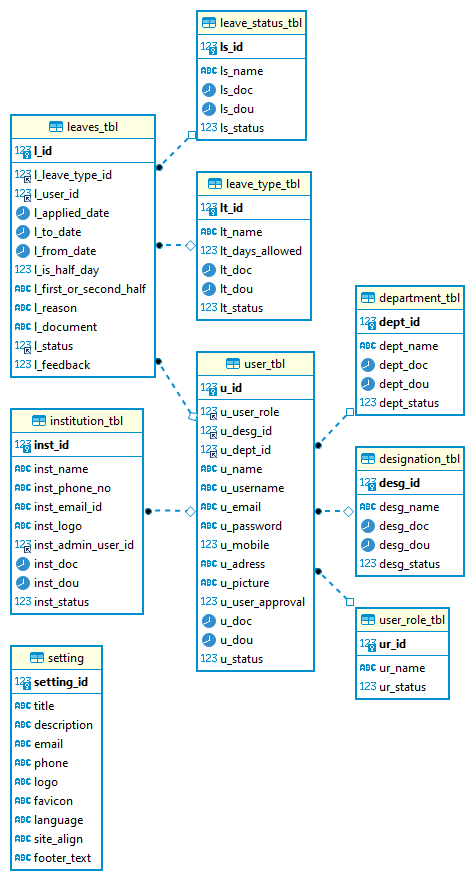 leave_status_tbl
123 ls_id
ABC ls_name
ls_doc
ls_dou
123 ls_status
leaves_tbl
123 l_id
123 l_leave_type_id
123 l_user_id
l_applied_date
l_to_date
l_from_date
123 l_is_half_day
ABC l_first_or_second_half
ABC l_reason
ABC l_document
123 l_status
ABC l_feedback
leave_type_tbl
123 lt_id
ABC lt_name
123 lt_days_allowed
lt_doc
lt_dou
123 lt_status
department_tbl
123 dept_id
ABC dept_name
dept_doc
dept_dou
123 dept_status
user_tbl
123 u_id
123 u_user_role
123 u_desg_id
123 u_dept_id
ABC u_name
ABC u_username
ABC u_email
ABC u_password
123 u_mobile
ABC u_adress
ABC u_picture
123 u_user_approval
u_doc
u_dou
123 u_status
institution_tbl
123 inst_id
ABC inst_name
ABC inst_phone_no
ABC inst_email_id
ABC inst_logo
123 inst_admin_user_id
inst_doc
inst_dou
123 inst_status
designation_tbl
123 desg_id
ABC desg_name
desg_doc
desg_dou
123 desg_status
user_role_tbl
123 ur_id
ABC ur_name
123 ur_status
setting
123 setting_id
ABC title
ABC description
ABC email
ABC phone
ABC logo
ABC favicon
ABC language
ABC site_align
ABC footer_text